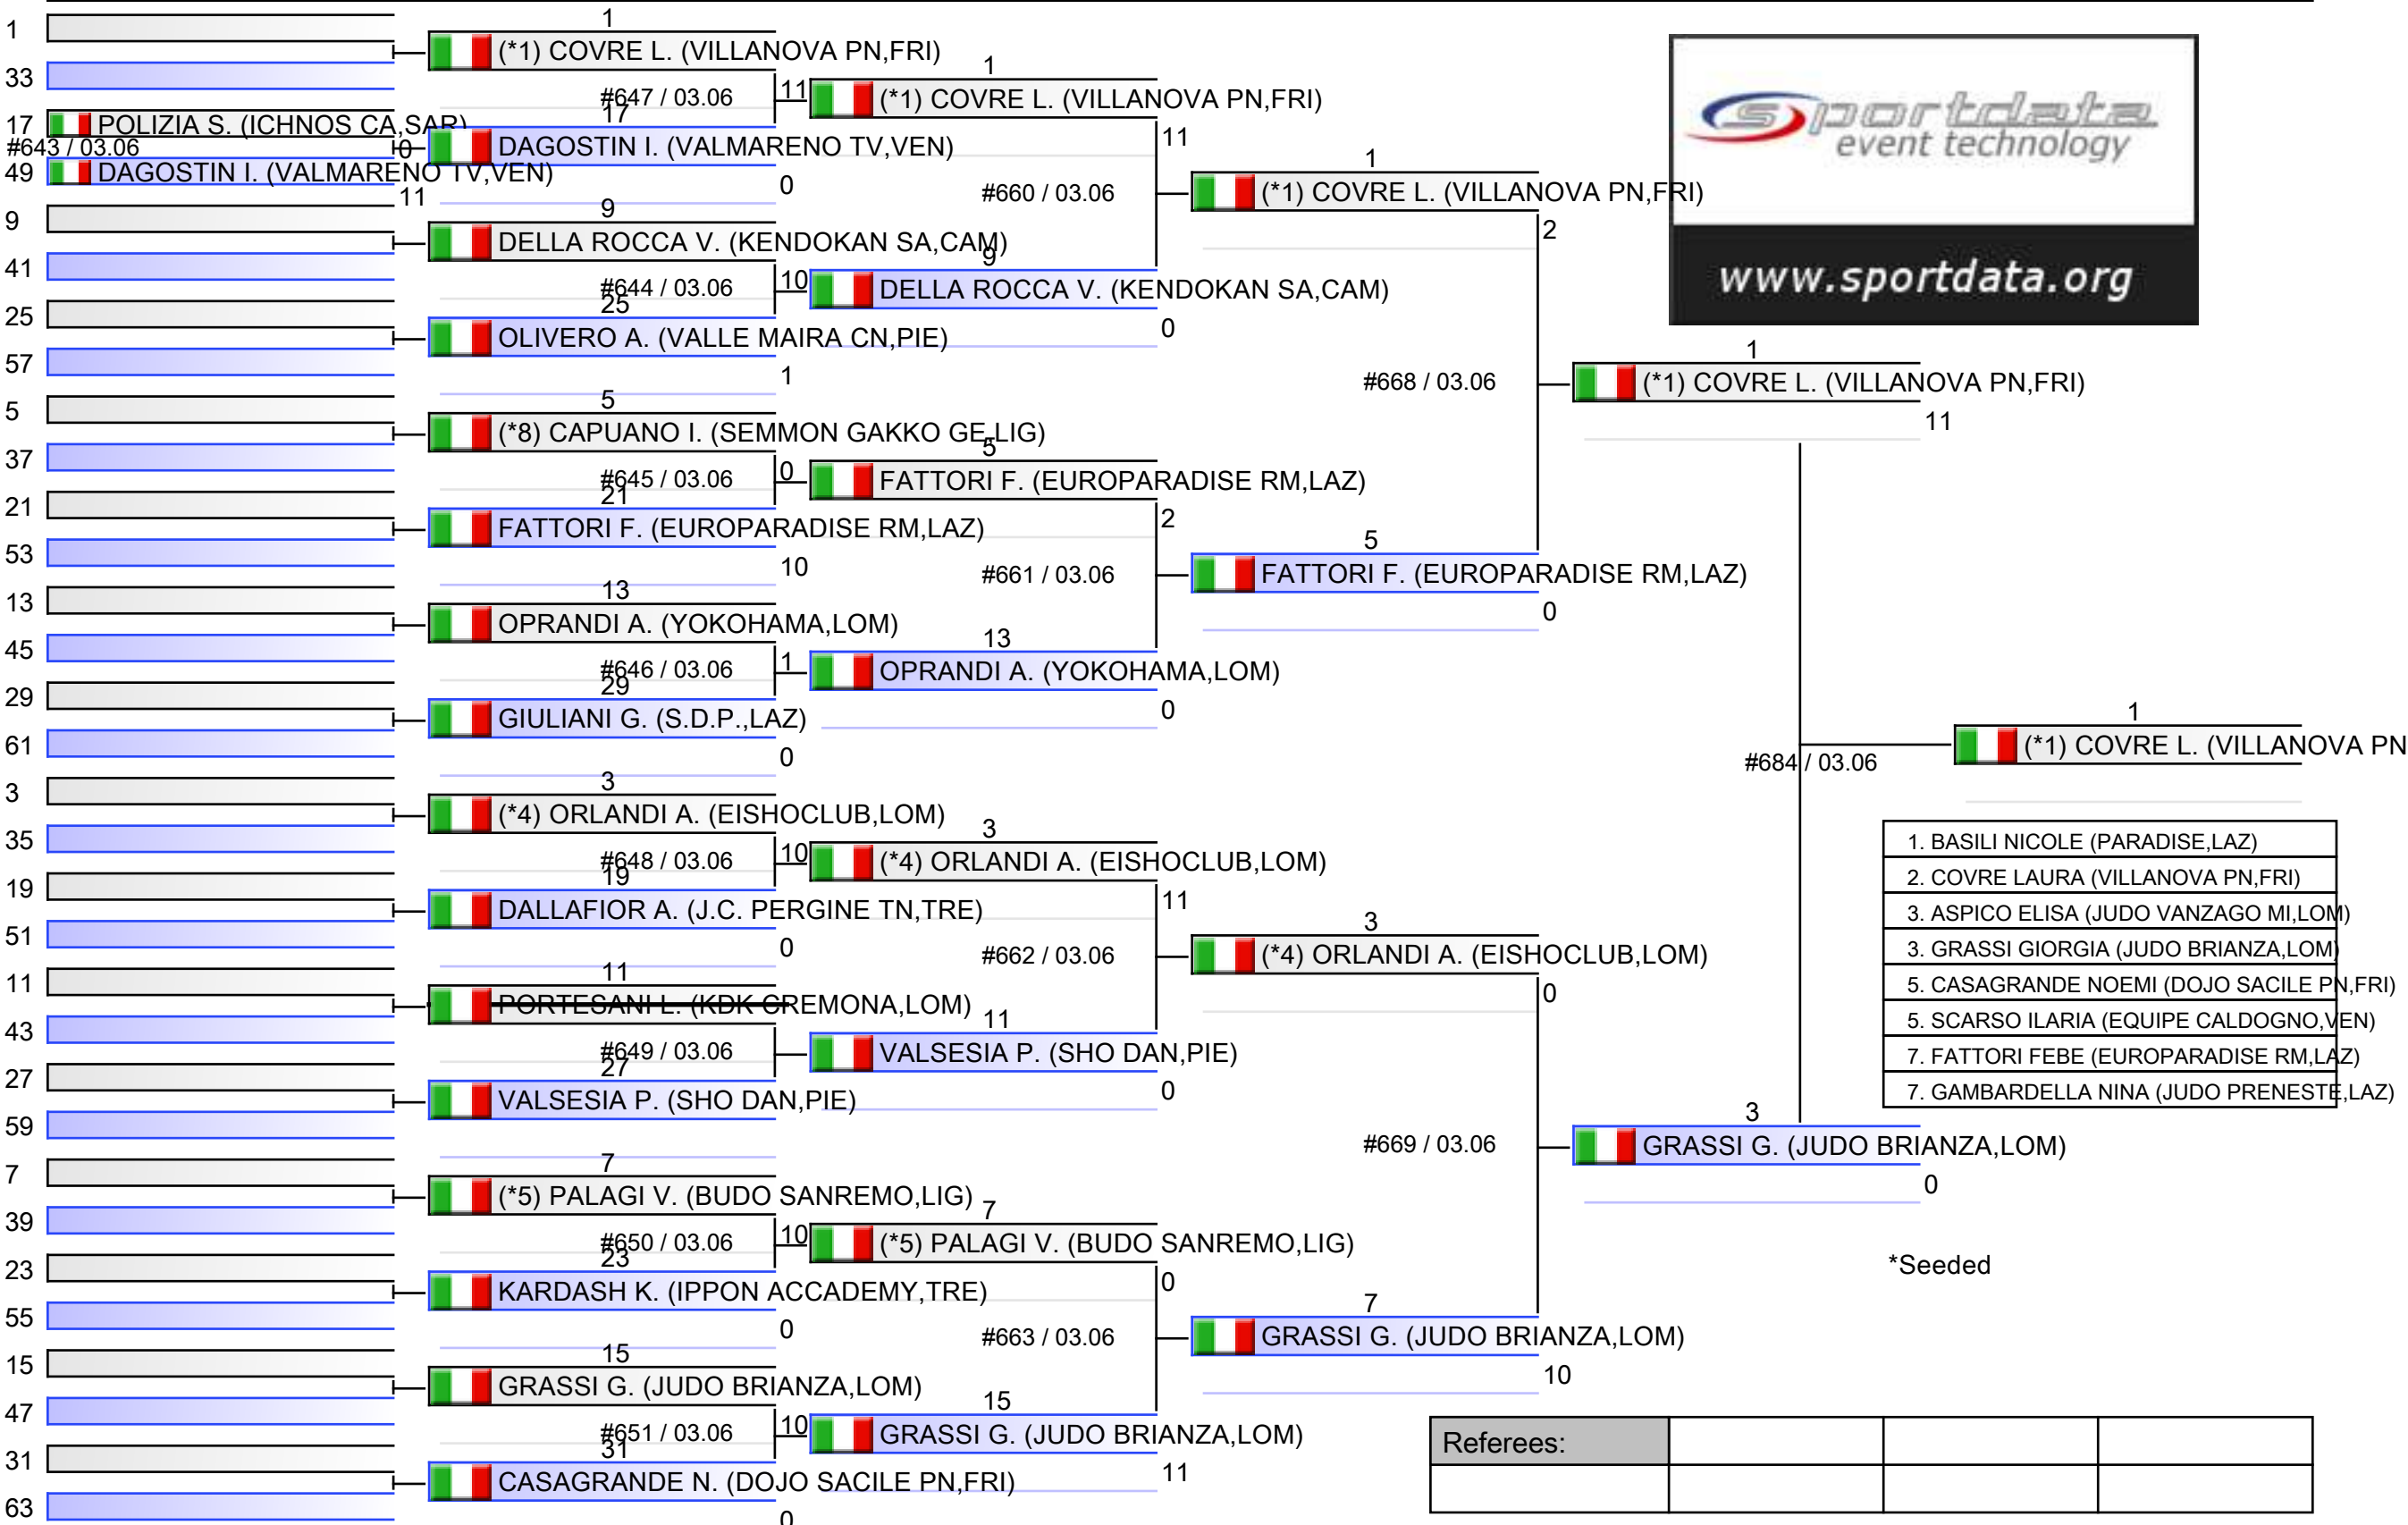 1
33
17 POLIZIA S. (ICHNOS CA,SAR)
#643 / 03.06 0
49 DAGOSTIN I. (VALMARENO TV,VEN)
11
9
41
25
57
5
37
21
53
13
45
29
61
3
35
19
51
11
43
27
59
7
39
23
55
15
47
31
63
1
(*1) COVRE L. (VILLANOVA PN,FRI)
#647 / 03.06 11
17
DAGOSTIN I. (VALMARENO TV,VEN)
0
9
DELLA ROCCA V. (KENDOKAN SA,CAM)
#644 / 03.06 10
25
OLIVERO A. (VALLE MAIRA CN,PIE)
1
5
(*8) CAPUANO I. (SEMMON GAKKO GE,LIG)
#645 / 03.06 0
21
FATTORI F. (EUROPARADISE RM,LAZ)
10
13
OPRANDI A. (YOKOHAMA,LOM)
#646 / 03.06 1
29
GIULIANI G. (S.D.P.,LAZ)
0
3
(*4) ORLANDI A. (EISHOCLUB,LOM)
#648 / 03.06 10
19
DALLAFIOR A. (J.C. PERGINE TN,TRE)
0
11
PORTESANI L. (KDK CREMONA,LOM)
#649 / 03.06
27
VALSESIA P. (SHO DAN,PIE)
7
(*5) PALAGI V. (BUDO SANREMO,LIG)
#650 / 03.06 10
23
KARDASH K. (IPPON ACCADEMY,TRE)
0
15
GRASSI G. (JUDO BRIANZA,LOM)
#651 / 03.06 10
31
CASAGRANDE N. (DOJO SACILE PN,FRI)
0
1
(*1) COVRE L. (VILLANOVA PN,FRI)
11
#660 / 03.06
9
DELLA ROCCA V. (KENDOKAN SA,CAM)
0
5
FATTORI F. (EUROPARADISE RM,LAZ)
2
#661 / 03.06
13
OPRANDI A. (YOKOHAMA,LOM)
0
3
(*4) ORLANDI A. (EISHOCLUB,LOM)
11
#662 / 03.06
11
VALSESIA P. (SHO DAN,PIE)
0
7
(*5) PALAGI V. (BUDO SANREMO,LIG)
0
#663 / 03.06
15
GRASSI G. (JUDO BRIANZA,LOM)
11
1
(*1) COVRE L. (VILLANOVA PN,FRI)
2
#668 / 03.06
5
FATTORI F. (EUROPARADISE RM,LAZ)
0
3
(*4) ORLANDI A. (EISHOCLUB,LOM)
0
#669 / 03.06
7
GRASSI G. (JUDO BRIANZA,LOM)
10
sportdata
event technology
www.sportdata.org
1
(*1) COVRE L. (VILLANOVA PN,FRI)
11
#684 / 03.06
3
GRASSI G. (JUDO BRIANZA,LOM)
0
1
(*1) COVRE L. (VILLANOVA PN
1. BASILI NICOLE (PARADISE,LAZ)
2. COVRE LAURA (VILLANOVA PN,FRI)
3. ASPICO ELISA (JUDO VANZAGO MI,LOM)
3. GRASSI GIORGIA (JUDO BRIANZA,LOM)
5. CASAGRANDE NOEMI (DOJO SACILE PN,FRI)
5. SCARSO ILARIA (EQUIPE CALDOGNO,VEN)
7. FATTORI FEBE (EUROPARADISE RM,LAZ)
7. GAMBARDELLA NINA (JUDO PRENESTE,LAZ)
*Seeded
Referees: